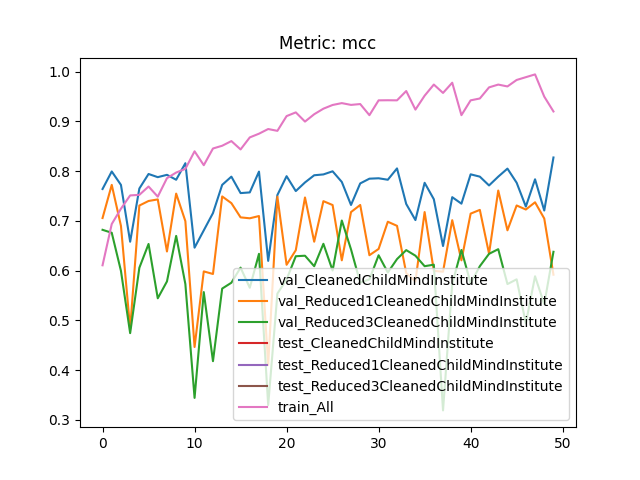 Metric: mcc
1.0
0.9
0.8
0.7
0.6
0.5
0.4
0.3
0
10
20
30
40
50
val_CleanedChildMindInstitute
val_Reduced1CleanedChildMindInstitute
val_Reduced3CleanedChildMindInstitute
test_CleanedChildMindInstitute
test_Reduced1CleanedChildMindInstitute
test_Reduced3CleanedChildMindInstitute
train_All